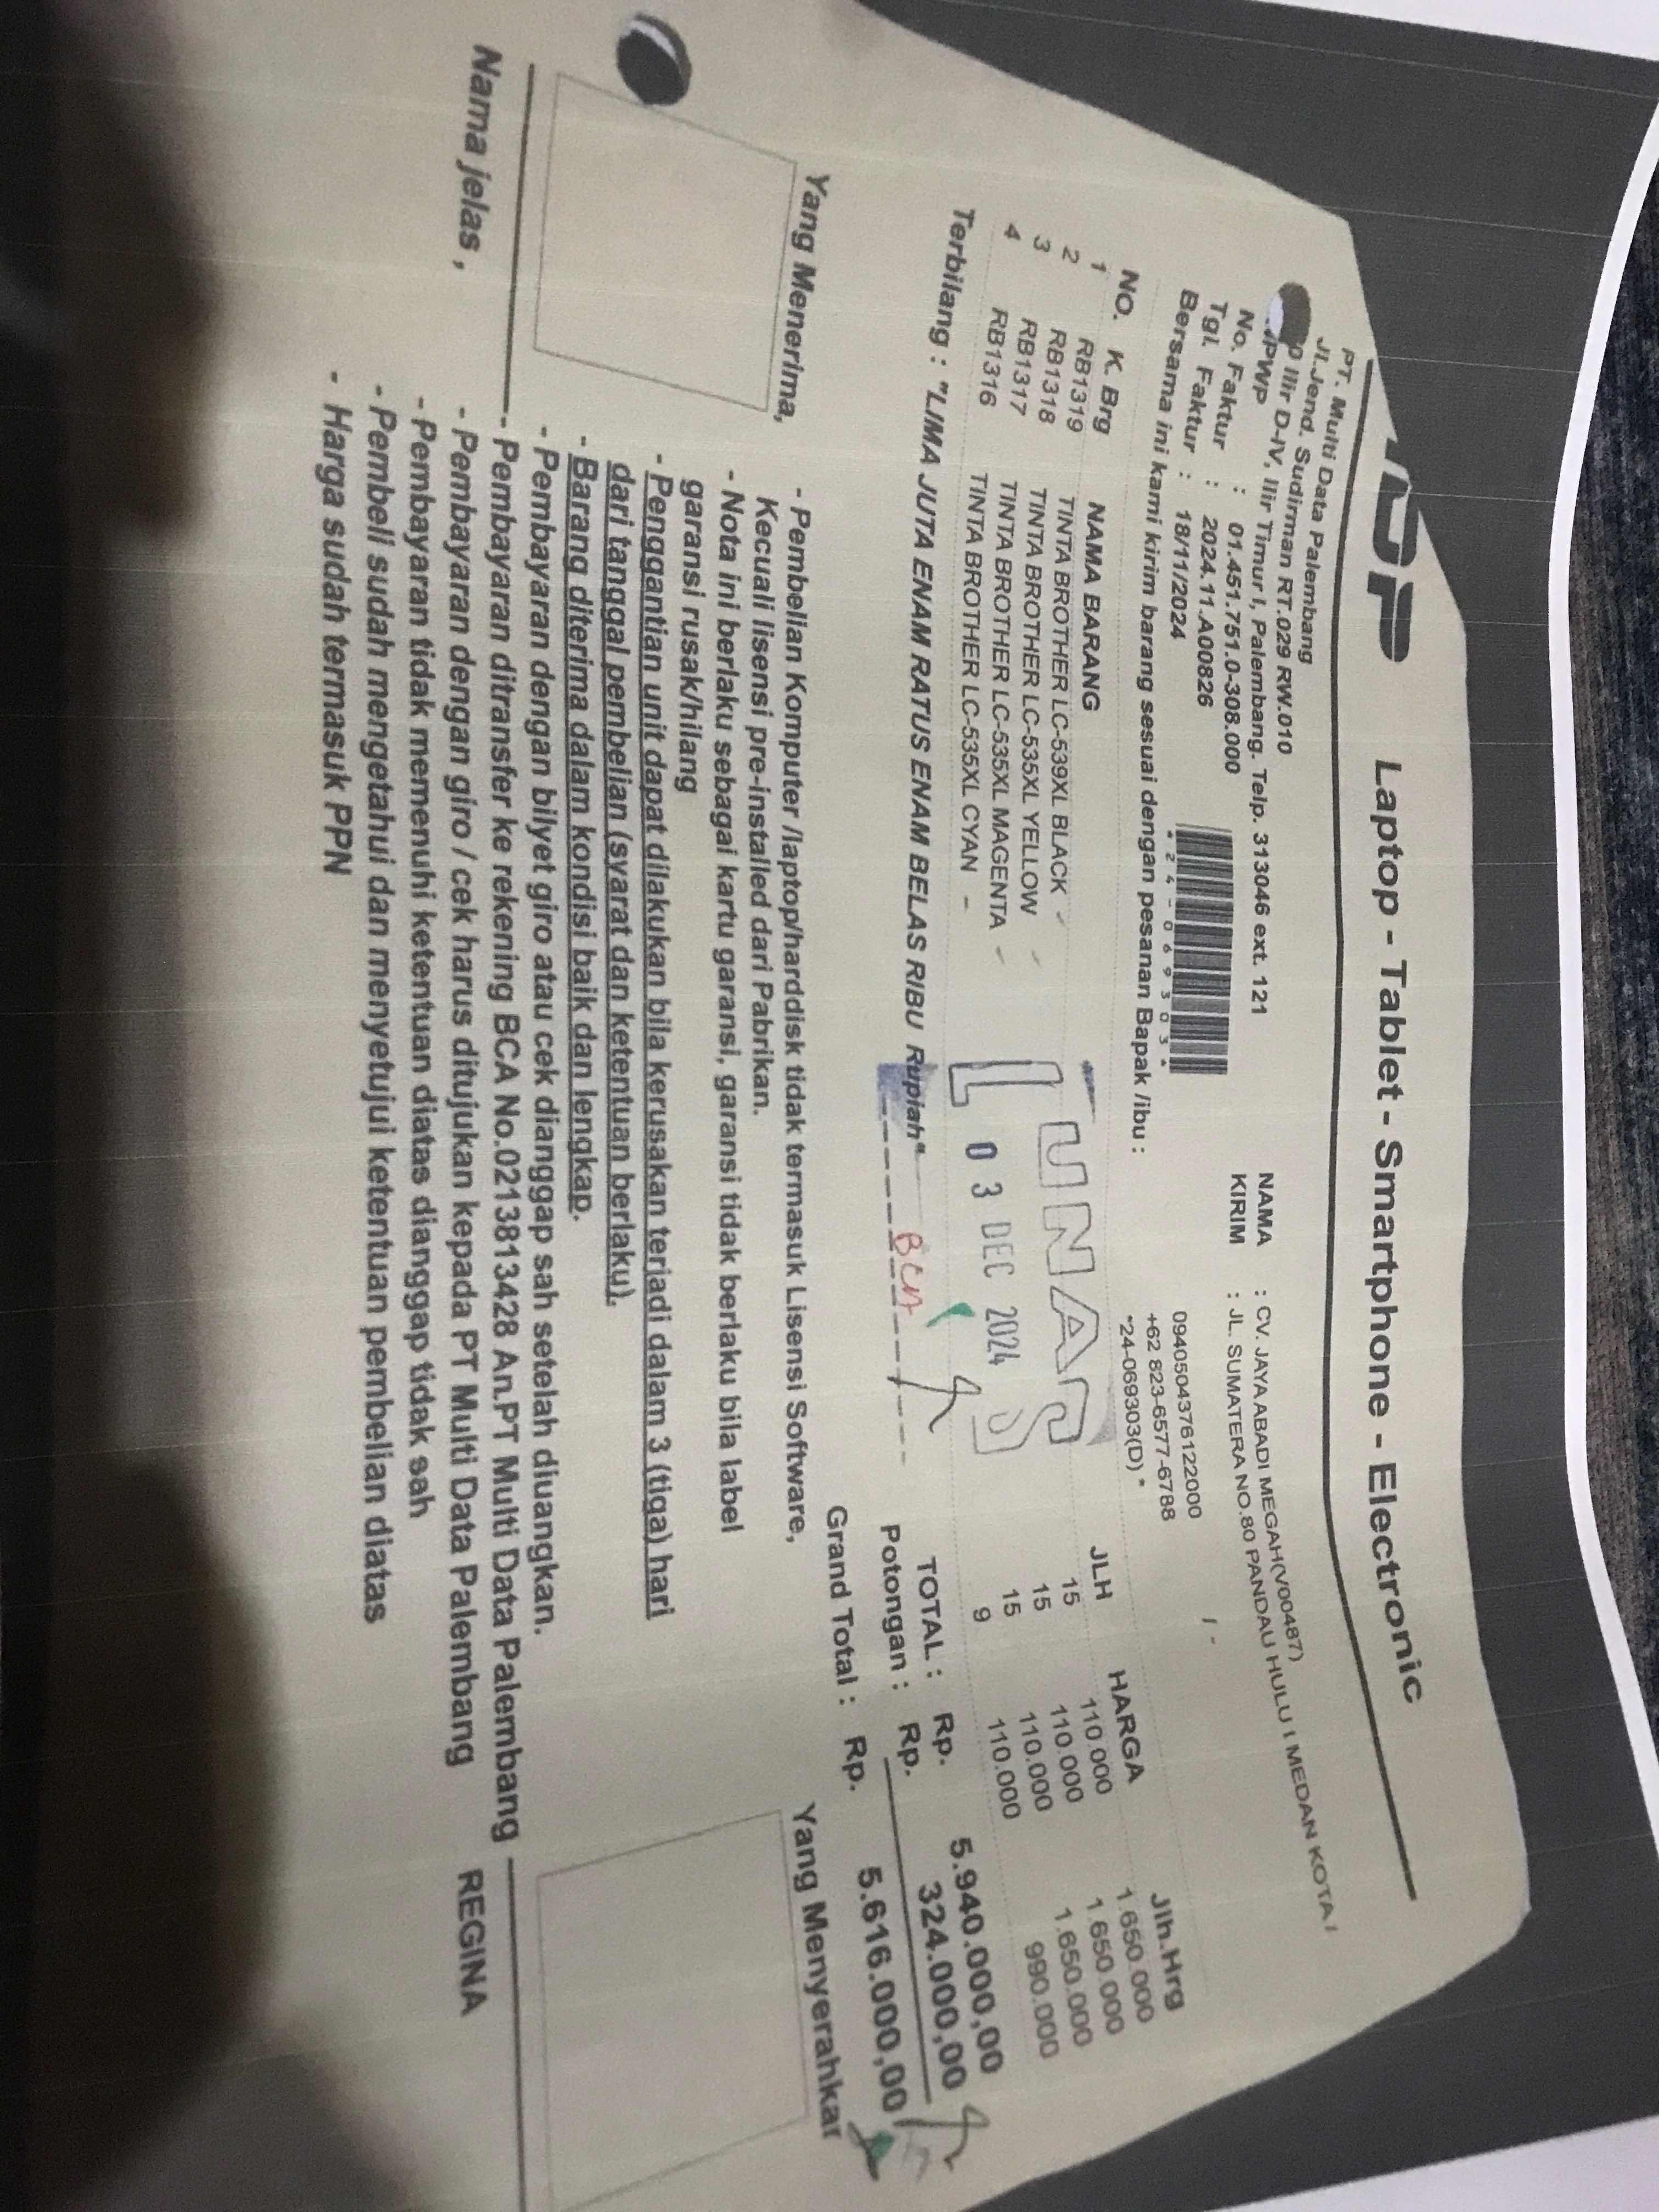 Laptop - Tablet - Smartphone - Electronic
PT. Multi Data Palembang
Jl.Jend. Sudirman RT.029 RW.010
Ilir D-IV, Ilir Timur I, Palembang. Telp. 313046 ext. 121
NPWP : 01.451.751.0-308.000
No. Faktur : 2024.11.A00826
Tgl. Faktur : 18/11/2024
*24-069303*
NAMA : CV. JAYA ABADI MEGAH(V00487)
KIRIM : JL. SUMATERA NO.80 PANDAU HULU I MEDAN KOTA /
/ -
0940504376122000
+62 823-6577-6788
*24-069303(D) *
Bersama ini kami kirim barang sesuai dengan pesanan Bapak /ibu :
NO. K. Brg NAMA BARANG JLH HARGA Jlh.Hrg
1 RB1319 TINTA BROTHER LC-539XL BLACK 15 110.000 1.650.000
2 RB1318 TINTA BROTHER LC-535XL YELLOW 15 110.000 1.650.000
3 RB1317 TINTA BROTHER LC-535XL MAGENTA 15 110.000 1.650.000
4 RB1316 TINTA BROTHER LC-535XL CYAN 9 110.000 990.000
LUNAS
03 DEC 2024
BCA
Terbilang : "LIMA JUTA ENAM RATUS ENAM BELAS RIBU Rupiah"
TOTAL : Rp. 5.940.000,00
Potongan : Rp. 324.000,00
Grand Total : Rp. 5.616.000,00
Yang Menerima,
Yang Menyerahkan
- Pembelian Komputer /laptop/harddisk tidak termasuk Lisensi Software,
Kecuali lisensi pre-installed dari Pabrikan.
- Nota ini berlaku sebagai kartu garansi, garansi tidak berlaku bila label
garansi rusak/hilang
- Penggantian unit dapat dilakukan bila kerusakan terjadi dalam 3 (tiga) hari
dari tanggal pembelian (syarat dan ketentuan berlaku).
- Barang diterima dalam kondisi baik dan lengkap.
- Pembayaran dengan bilyet giro atau cek dianggap sah setelah diuangkan.
- Pembayaran ditransfer ke rekening BCA No.0213813428 An.PT Multi Data Palembang
- Pembayaran dengan giro / cek harus ditujukan kepada PT Multi Data Palembang
- Pembayaran tidak memenuhi ketentuan diatas dianggap tidak sah
- Pembeli sudah mengetahui dan menyetujui ketentuan pembelian diatas
- Harga sudah termasuk PPN
Nama jelas ,
REGINA